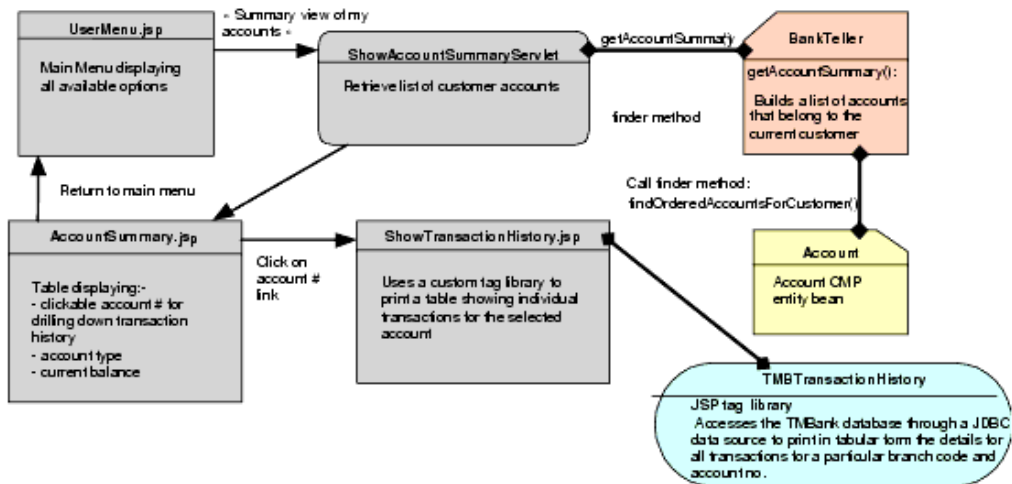 UserMenu.jsp
Main Menu displaying
all available options
- Summary view of my
accounts -
ShowAccountSummaryServlet
Retrieve list of customer accounts
getAccountSumma()
BankTeller
getAccountSummary():
Builds a list of accounts
that belong to the
current customer
finder method
Return to main menu
Call finder method:
findOrderedAccountsForCustomer()
AccountSummary.jsp
Table displaying:-
- clickable account # for
drilling down transaction
history
- account type
- current balance
Click on
account #
link
ShowTransactionHistory.jsp
Uses a custom tag library to
print a table showing individual
transactions for the selected
account
Account
Account CMP
entity bean
TMBTransactionHistory
JSP tag library
Accesses the TMBank database through a JDBC
data source to print in tabular form the details for
all transactions for a particular branch code and
account no.